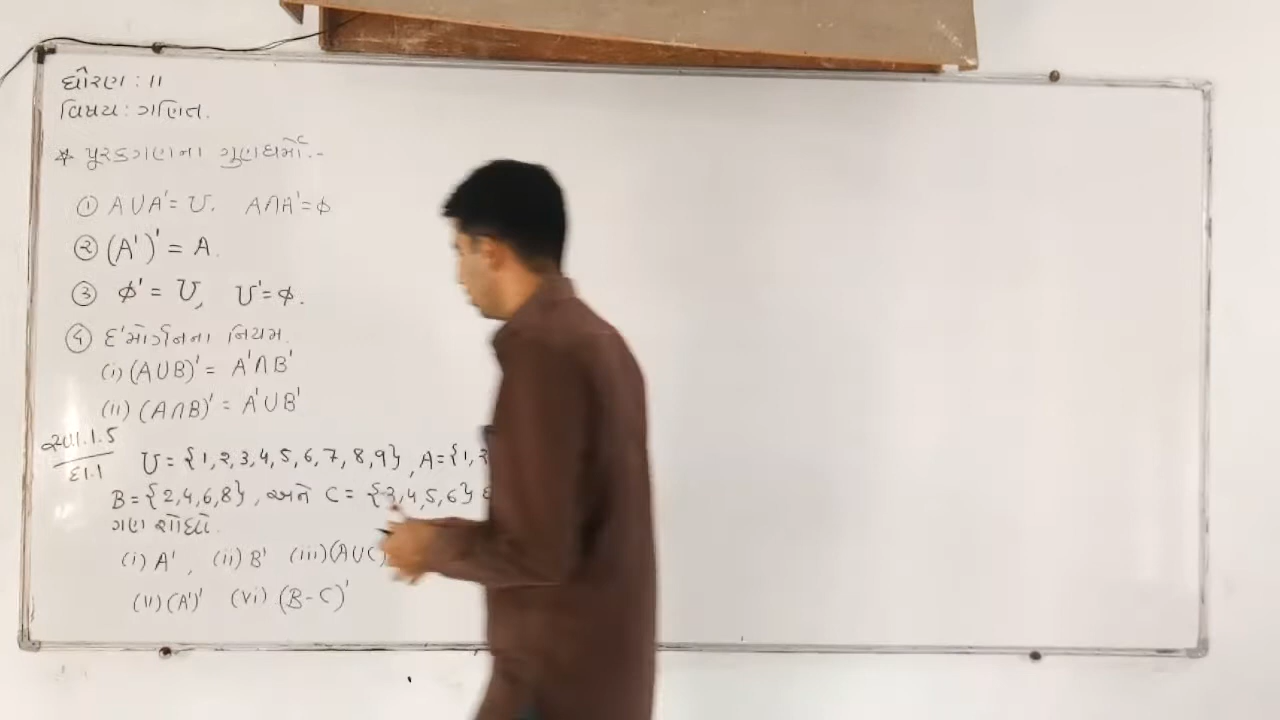 ધોરણ : 11
વિષય : ગણિત.
* પૂરકગણના ગુણધર્મો :-
① A∪A' = U. A∩A' = ϕ
② (A')' = A.
③ ϕ' = U, U' = ϕ.
④ દ'મોર્ગનના નિયમ.
(i) (A∪B)' = A'∩B'
(ii) (A∩B)' = A'∪B'
સ્વા.1.5
દા.1
U = {1,2,3,4,5,6,7,8,9}, A={1,2
B = {2,4,6,8}, અને C = {3,4,5,6}
ગણ શોધો.
(i) A', (ii) B' (iii) (A∪C)
(v) (A')' (vi) (B-C)'